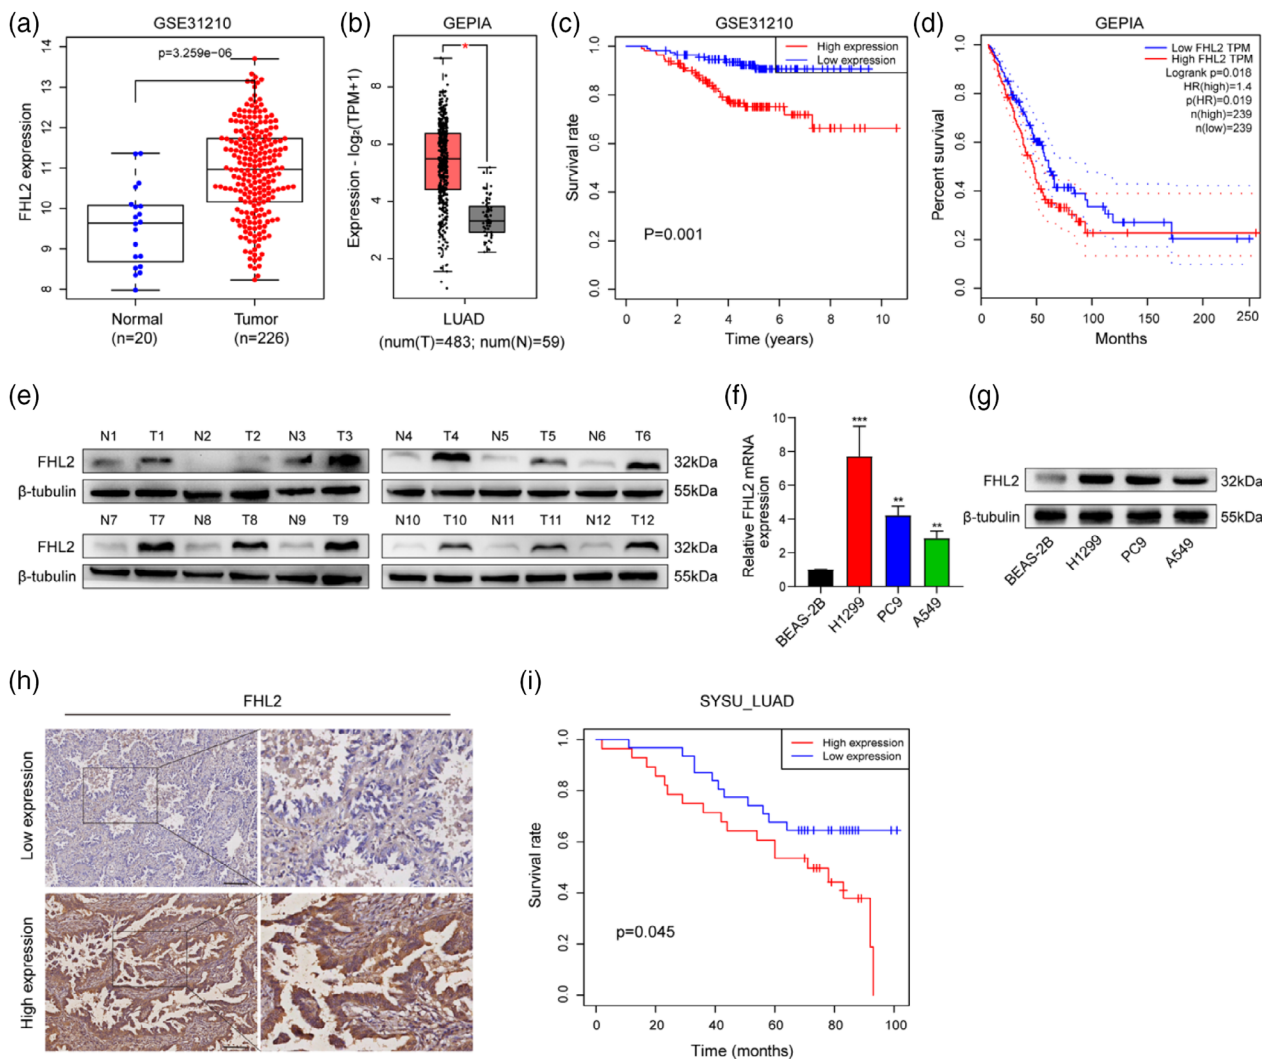 (a)
GSE31210
p=3.259e−06
FHL2 expression
14
13
12
11
10
9
8
Normal
(n=20)
Tumor
(n=226)
(b)
GEPIA
*
Expression - log₂(TPM+1)
8
6
4
2
LUAD
(num(T)=483; num(N)=59)
(c)
GSE31210
High expression
Low expression
Survival rate
1.0
0.8
0.6
0.4
0.2
0.0
P=0.001
0 2 4 6 8 10
Time (years)
(d)
GEPIA
Low FHL2 TPM
High FHL2 TPM
Logrank p=0.018
HR(high)=1.4
p(HR)=0.019
n(high)=239
n(low)=239
Percent survival
1.0
0.8
0.6
0.4
0.2
0.0
0 50 100 150 200 250
Months
(e)
N1 T1 N2 T2 N3 T3 N4 T4 N5 T5 N6 T6
FHL2 32kDa
β-tubulin 55kDa
N7 T7 N8 T8 N9 T9 N10 T10 N11 T11 N12 T12
FHL2 32kDa
β-tubulin 55kDa
(f)
Relative FHL2 mRNA
expression
10
8
6
4
2
0
***
**
**
BEAS-2B H1299 PC9 A549
(g)
FHL2 32kDa
β-tubulin 55kDa
BEAS-2B H1299 PC9 A549
(h)
FHL2
Low expression
High expression
(i)
SYSU_LUAD
High expression
Low expression
Survival rate
1.0
0.8
0.6
0.4
0.2
0.0
p=0.045
0 20 40 60 80 100
Time (months)